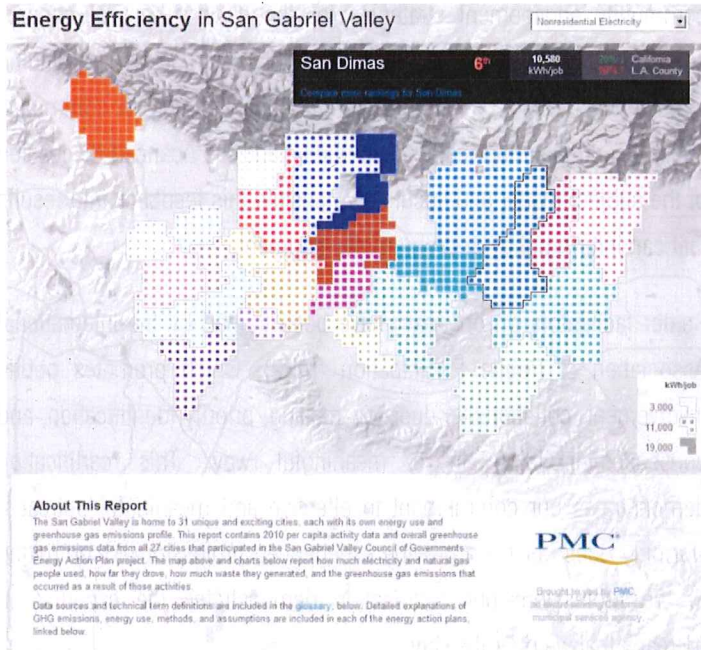 Energy Efficiency in San Gabriel Valley
Nonresidential Electricity
San Dimas
6th
10,580
kWh/job
California
L.A. County
Compare more rankings for San Dimas
kWh/job
3,000
11,000
19,000
About This Report
The San Gabriel Valley is home to 31 unique and exciting cities, each with its own energy use and
greenhouse gas emissions profile. This report contains 2010 per capita activity data and overall greenhouse
gas emissions data from all 27 cities that participated in the San Gabriel Valley Council of Governments
Energy Action Plan project. The map above and charts below report how much electricity and natural gas
people used, how far they drove, how much waste they generated, and the greenhouse gas emissions that
occurred as a result of those activities.
Data sources and technical term definitions are included in the glossary, below. Detailed explanations of
GHG emissions, energy use, methods, and assumptions are included in each of the energy action plans,
linked below.
PMC
Brought to you by PMC,
an award-winning California
municipal services agency.